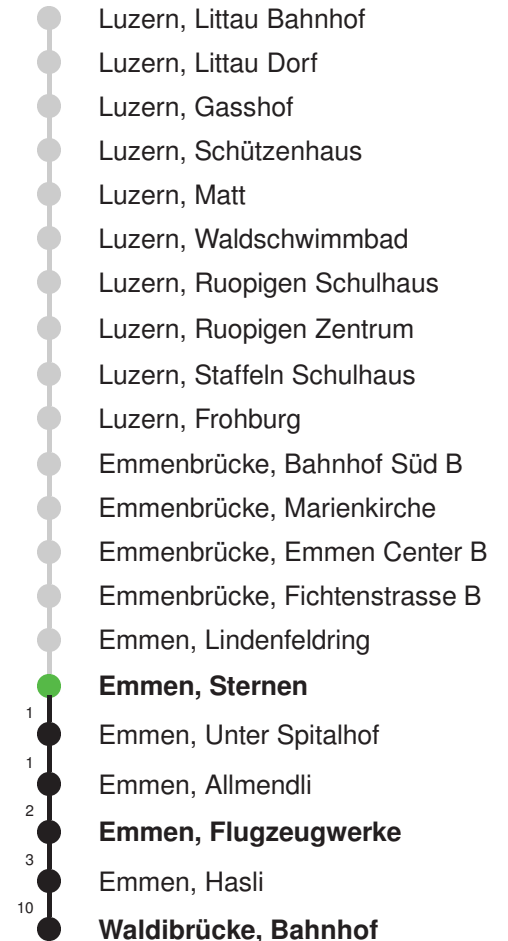 Luzern, Littau Bahnhof
Luzern, Littau Dorf
Luzern, Gasshof
Luzern, Schützenhaus
Luzern, Matt
Luzern, Waldschwimmbad
Luzern, Ruopigen Schulhaus
Luzern, Ruopigen Zentrum
Luzern, Staffeln Schulhaus
Luzern, Frohburg
Emmenbrücke, Bahnhof Süd B
Emmenbrücke, Marienkirche
Emmenbrücke, Emmen Center B
Emmenbrücke, Fichtenstrasse B
Emmen, Lindenfeldring
Emmen, Sternen
1 Emmen, Unter Spitalhof
1 Emmen, Allmendli
2 Emmen, Flugzeugwerke
3 Emmen, Hasli
10 Waldibrücke, Bahnhof